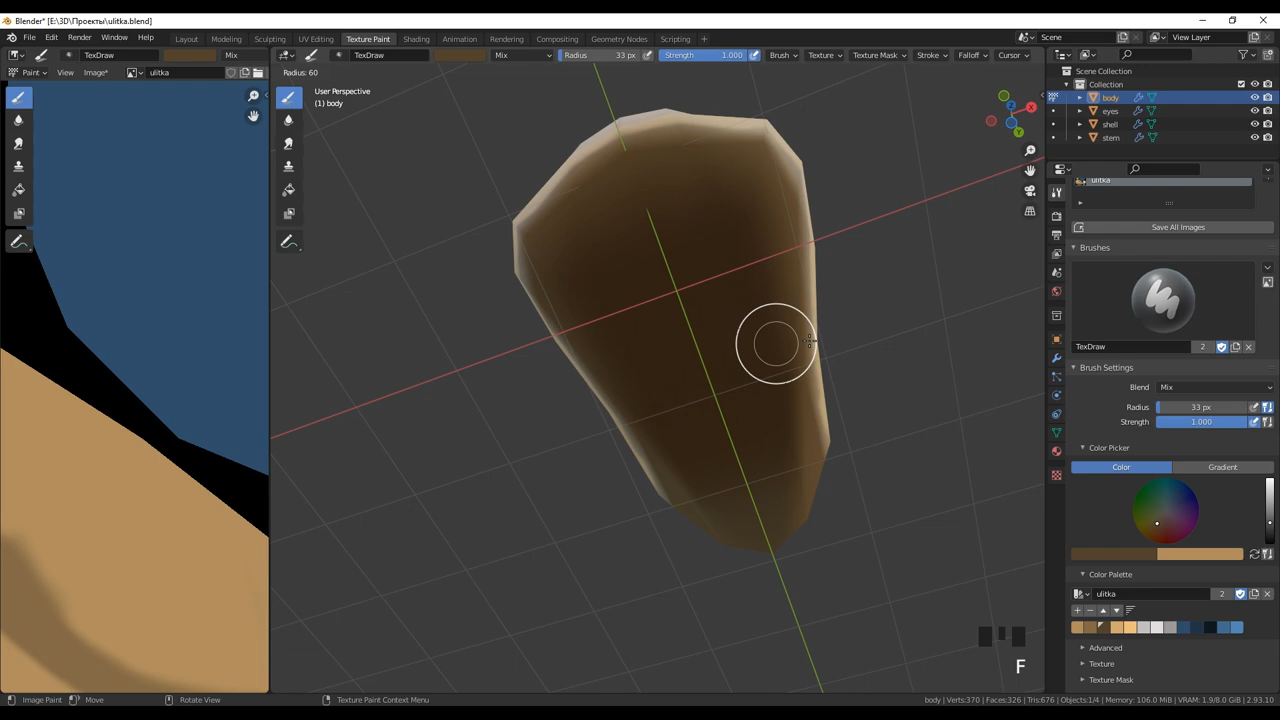 Blender* [E:\3D\Проекты\ulitka.blend]
File Edit Render Window Help Layout Modeling Sculpting UV Editing Texture Paint Shading Animation Rendering Compositing Geometry Nodes Scripting + Scene View Layer
TexDraw Mix TexDraw Mix Radius 33 px Strength 1.000 Brush Texture Texture Mask Stroke Falloff Cursor
Paint View Image* ulitka Radius: 60
Scene Collection
Collection
User Perspective
(1) body
body
eyes
shell
stem
X
Y
Z
ulitka
Save All Images
Brushes
TexDraw 2
Brush Settings
Blend Mix
Radius 33 px
Strength 1.000
Color Picker
Color Gradient
Color Palette
ulitka 2
Advanced
Texture
Texture Mask
F
Image Paint Move Rotate View Texture Paint Context Menu body | Verts:370 | Faces:326 | Tris:676 | Objects:1/4 | Memory: 106.0 MiB | VRAM: 1.9/8.0 GiB | 2.93.10